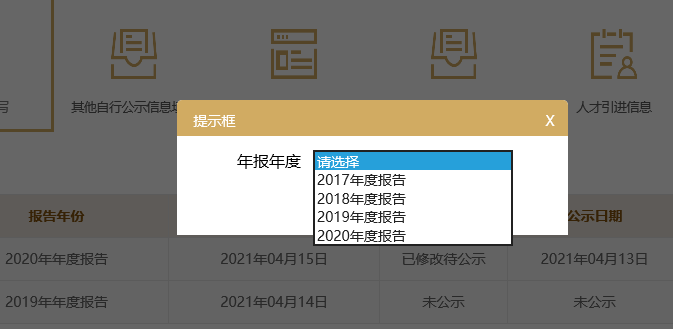 写
其他自行公示信息填
人才引进信息
提示框
X
年报年度
请选择
2017年度报告
2018年度报告
2019年度报告
2020年度报告
报告年份
公示日期
2020年年度报告
2021年04月15日
已修改待公示
2021年04月13日
2019年年度报告
2021年04月14日
未公示
未公示